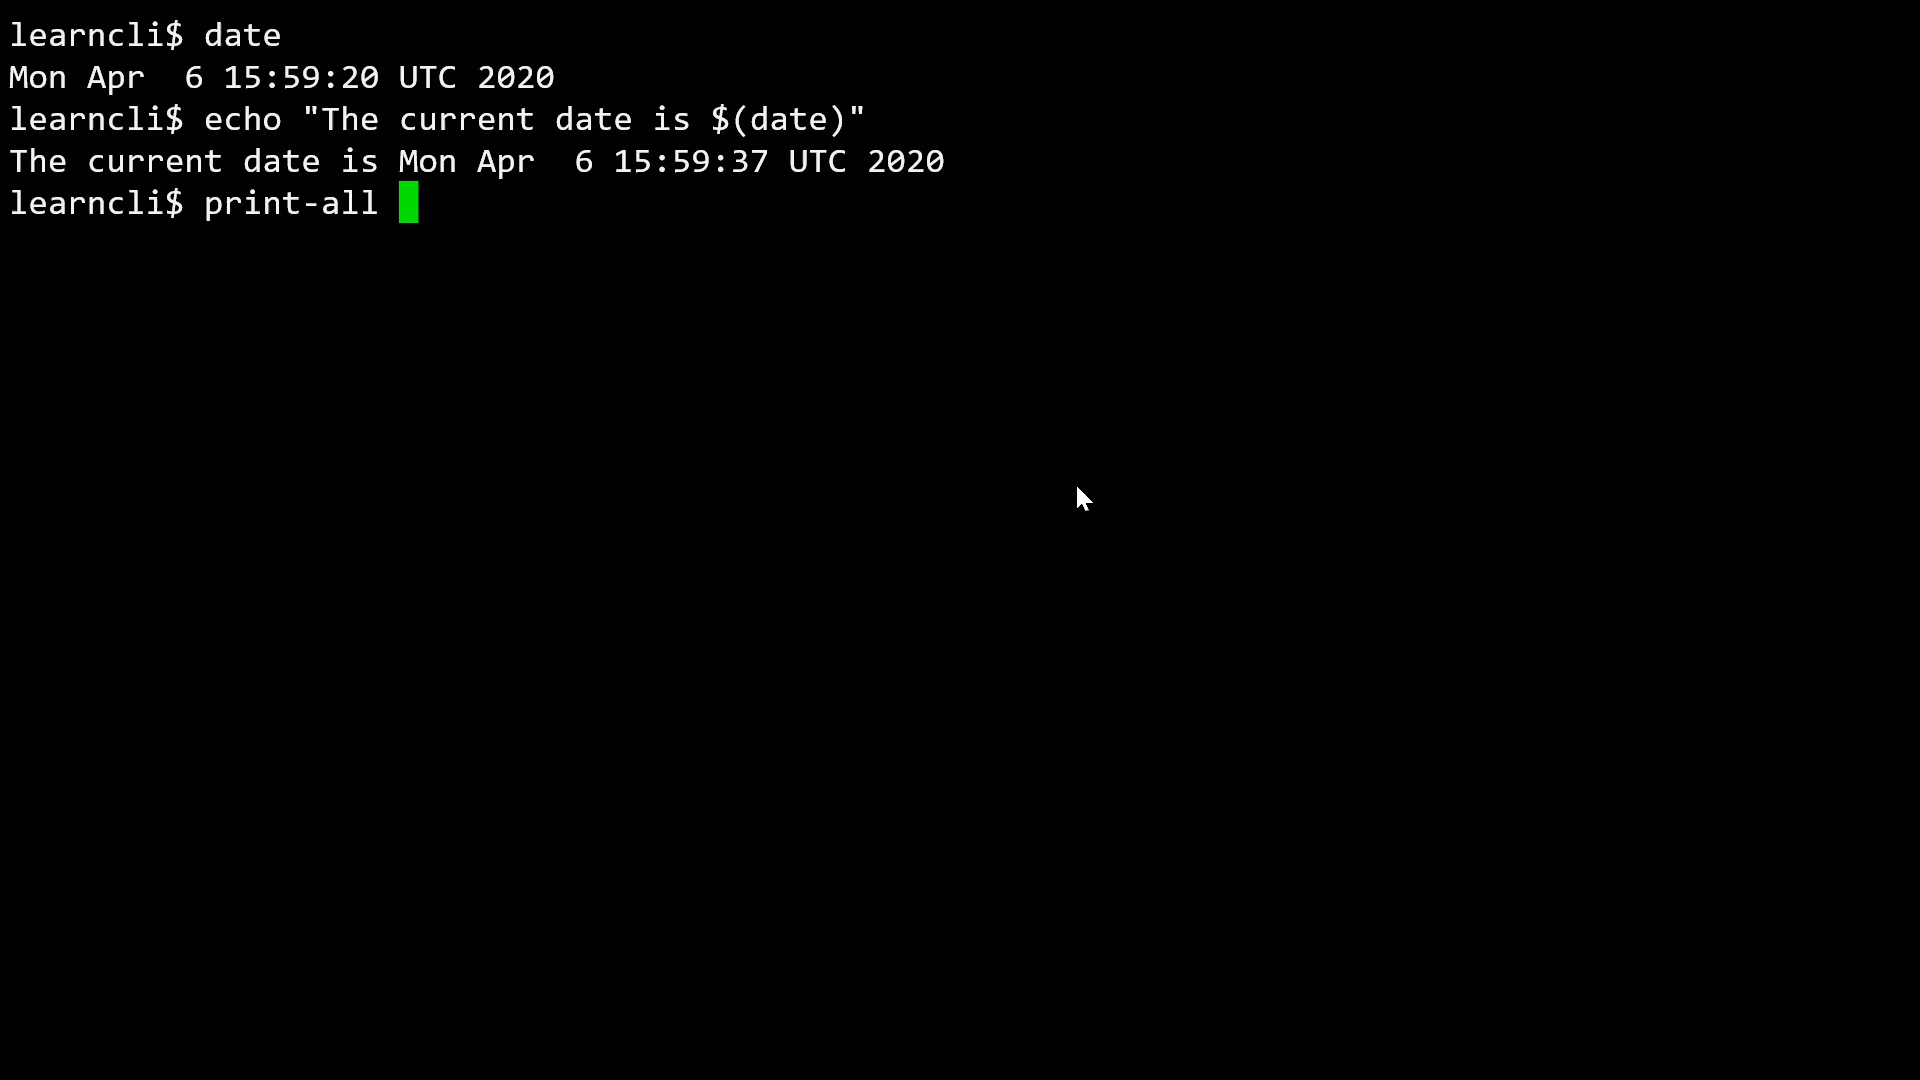 learncli$ date
Mon Apr  6 15:59:20 UTC 2020
learncli$ echo "The current date is $(date)"
The current date is Mon Apr  6 15:59:37 UTC 2020
learncli$ print-all